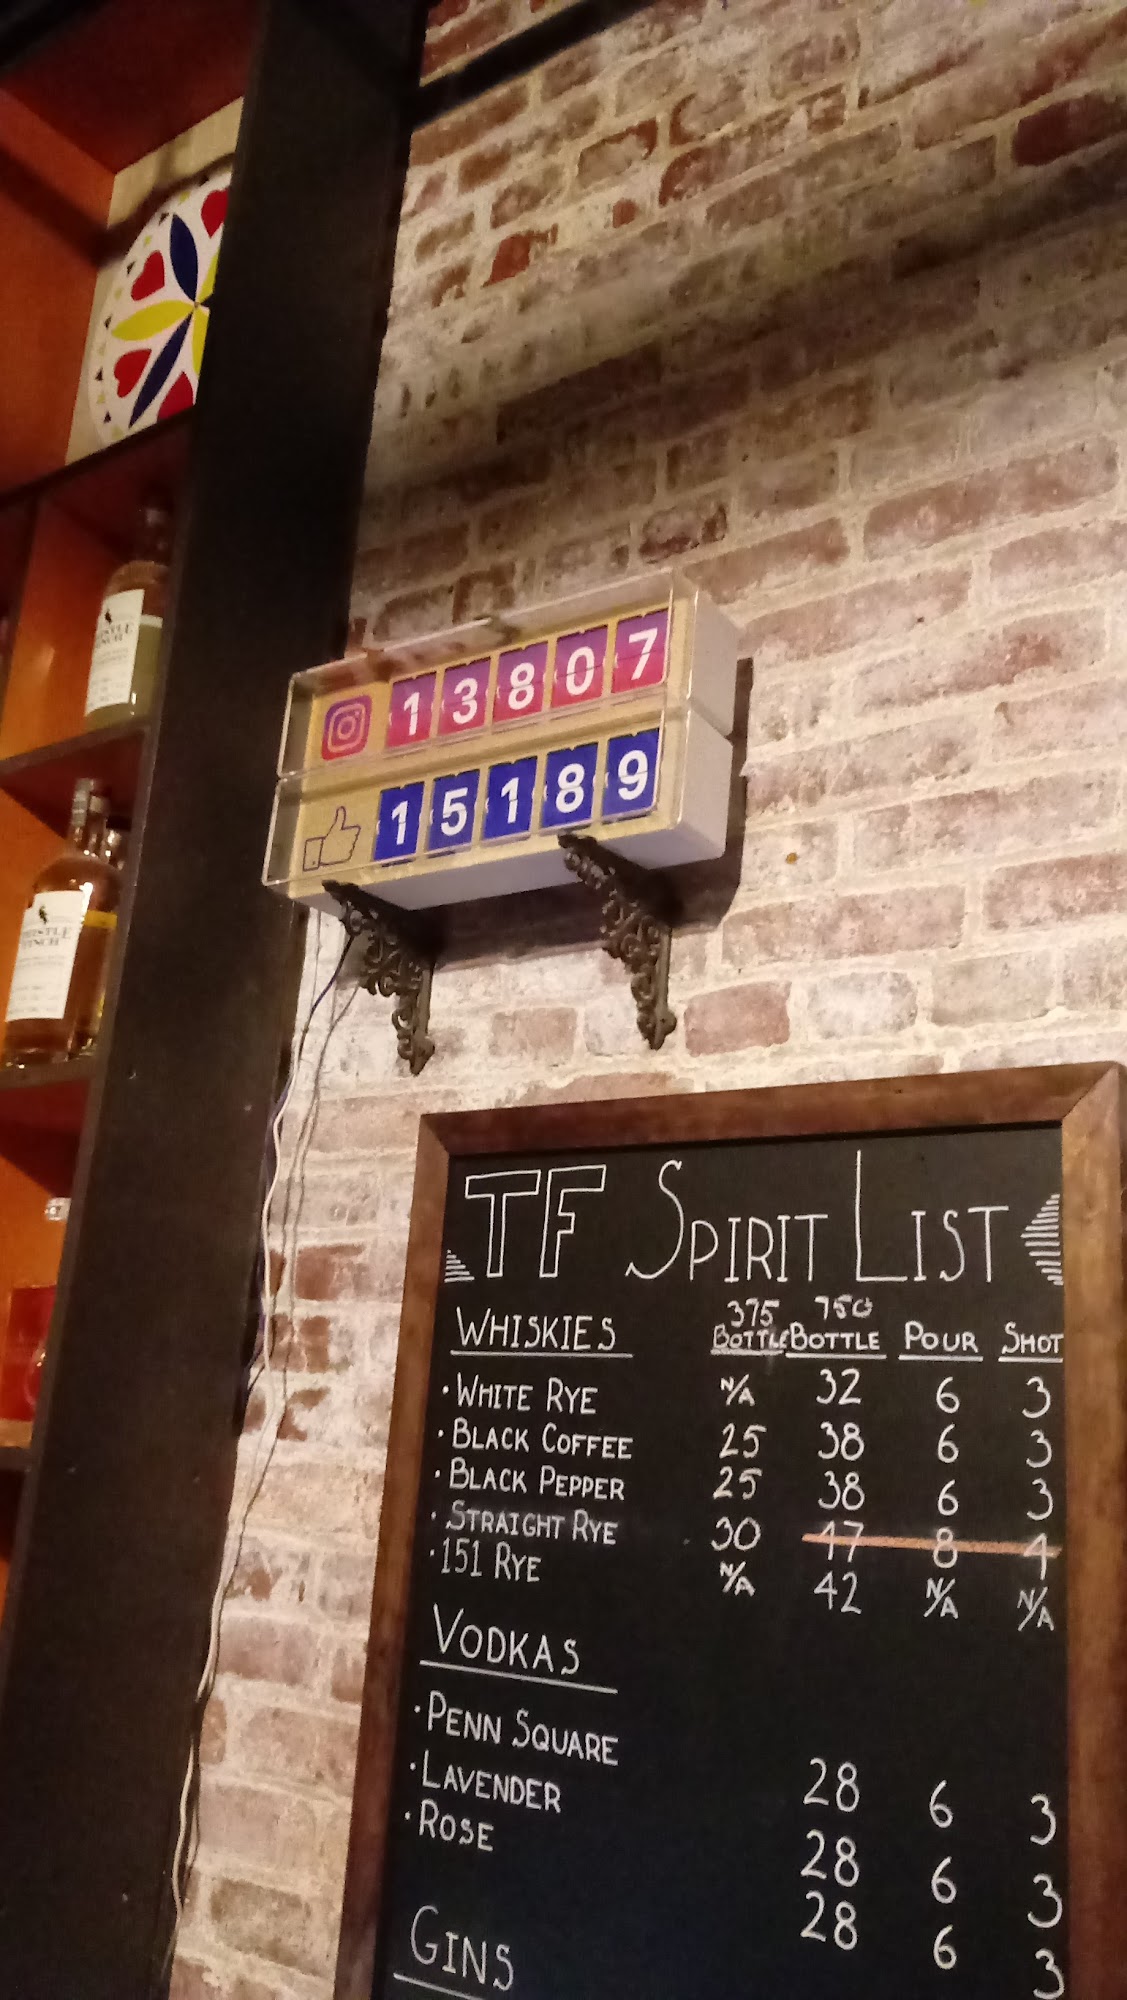 13807
15189
TF SPIRIT LIST
375 750
WHISKIES BOTTLE BOTTLE POUR SHOT
· WHITE RYE N/A 32 6 3
· BLACK COFFEE 25 38 6 3
· BLACK PEPPER 25 38 6 3
· STRAIGHT RYE 30 47 8 4
· 151 RYE N/A 42 N/A N/A
VODKAS
· PENN SQUARE 28 6 3
· LAVENDER 28 6 3
· ROSE 28 6 3
GINS